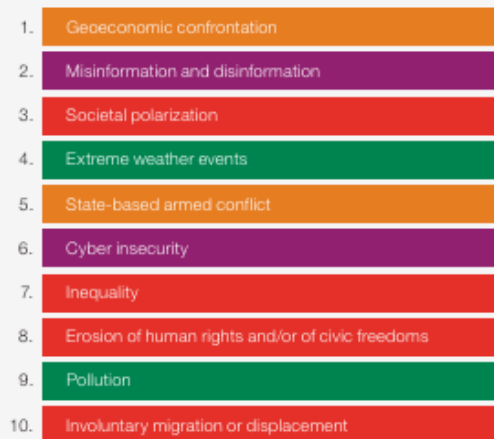 1. Geoeconomic confrontation
2. Misinformation and disinformation
3. Societal polarization
4. Extreme weather events
5. State-based armed conflict
6. Cyber insecurity
7. Inequality
8. Erosion of human rights and/or of civic freedoms
9. Pollution
10. Involuntary migration or displacement